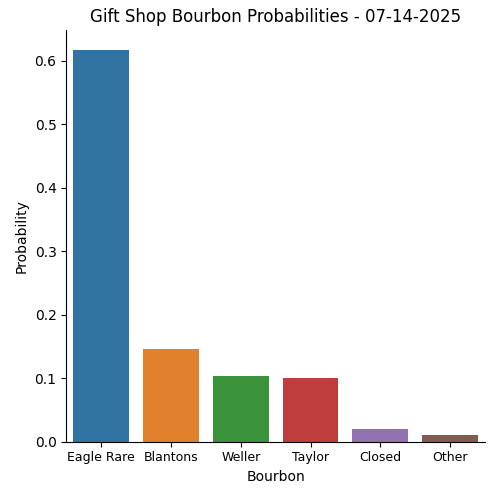 Gift Shop Bourbon Probabilities - 07-14-2025
0.6
0.5
0.4
0.3
0.2
0.1
0.0
Probability
Eagle Rare Blantons Weller Taylor Closed Other
Bourbon